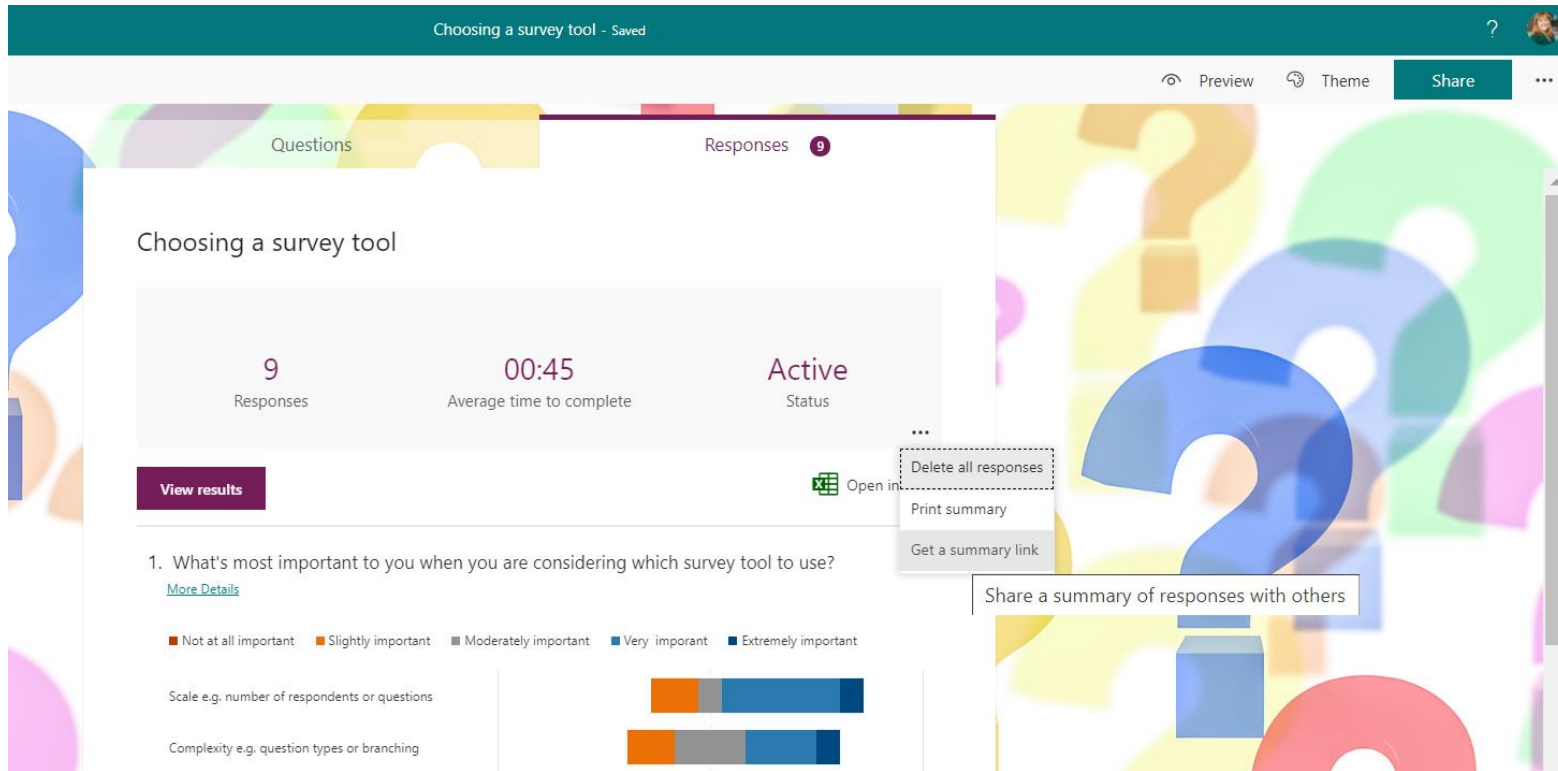 Choosing a survey tool - Saved
?
Preview
Theme
Share
...
Questions
Responses 9
Choosing a survey tool
9
Responses
00:45
Average time to complete
Active
Status
...
View results
Open in
Delete all responses
Print summary
Get a summary link
Share a summary of responses with others
1. What's most important to you when you are considering which survey tool to use?
More Details
Not at all important Slightly important Moderately important Very imporant Extremely important
Scale e.g. number of respondents or questions
Complexity e.g. question types or branching